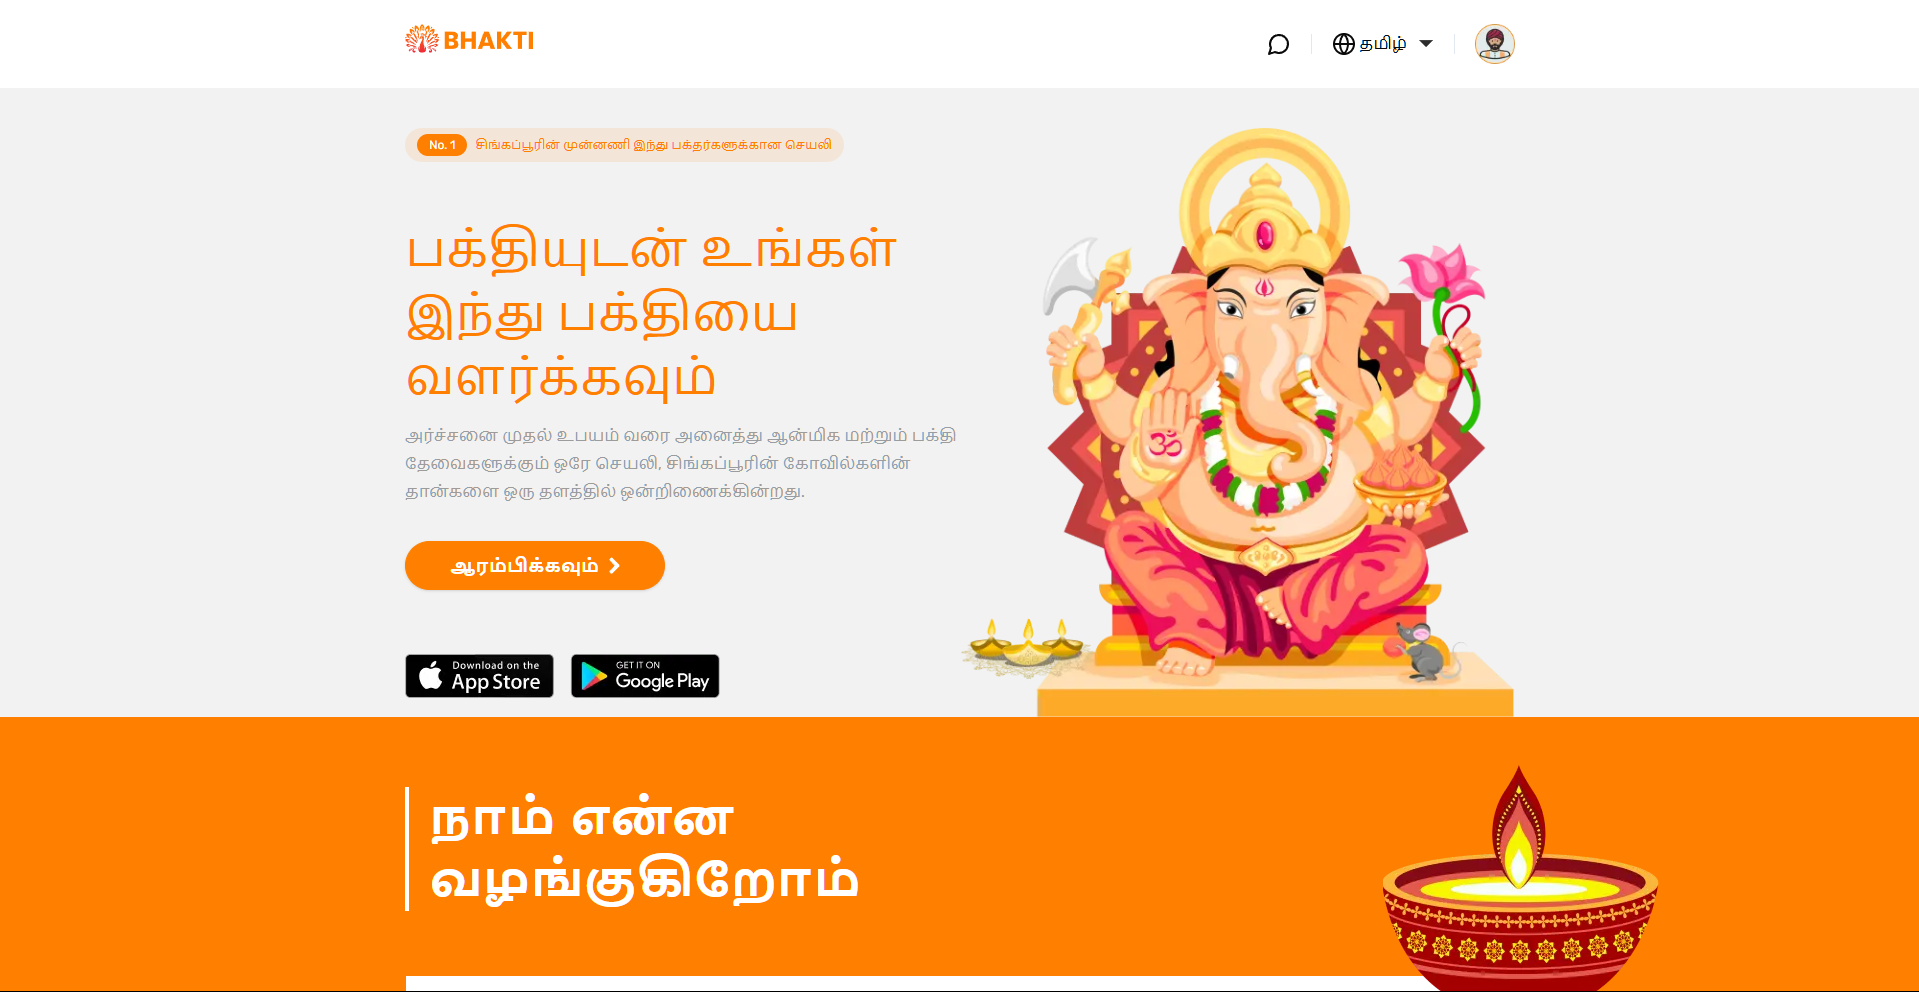 BHAKTI
தமிழ்
No. 1 சிங்கப்பூரின் முன்னணி இந்து பக்தர்களுக்கான செயலி
பக்தியுடன் உங்கள்
இந்து பக்தியை
வளர்க்கவும்
அர்ச்சனை முதல் உபயம் வரை அனைத்து ஆன்மிக மற்றும் பக்தி
தேவைகளுக்கும் ஒரே செயலி, சிங்கப்பூரின் கோவில்களின்
தான்களை ஒரு தளத்தில் ஒன்றிணைக்கின்றது.
ஆரம்பிக்கவும்
Download on the
App Store
GET IT ON
Google Play
ॐ
நாம் என்ன
வழங்குகிறோம்